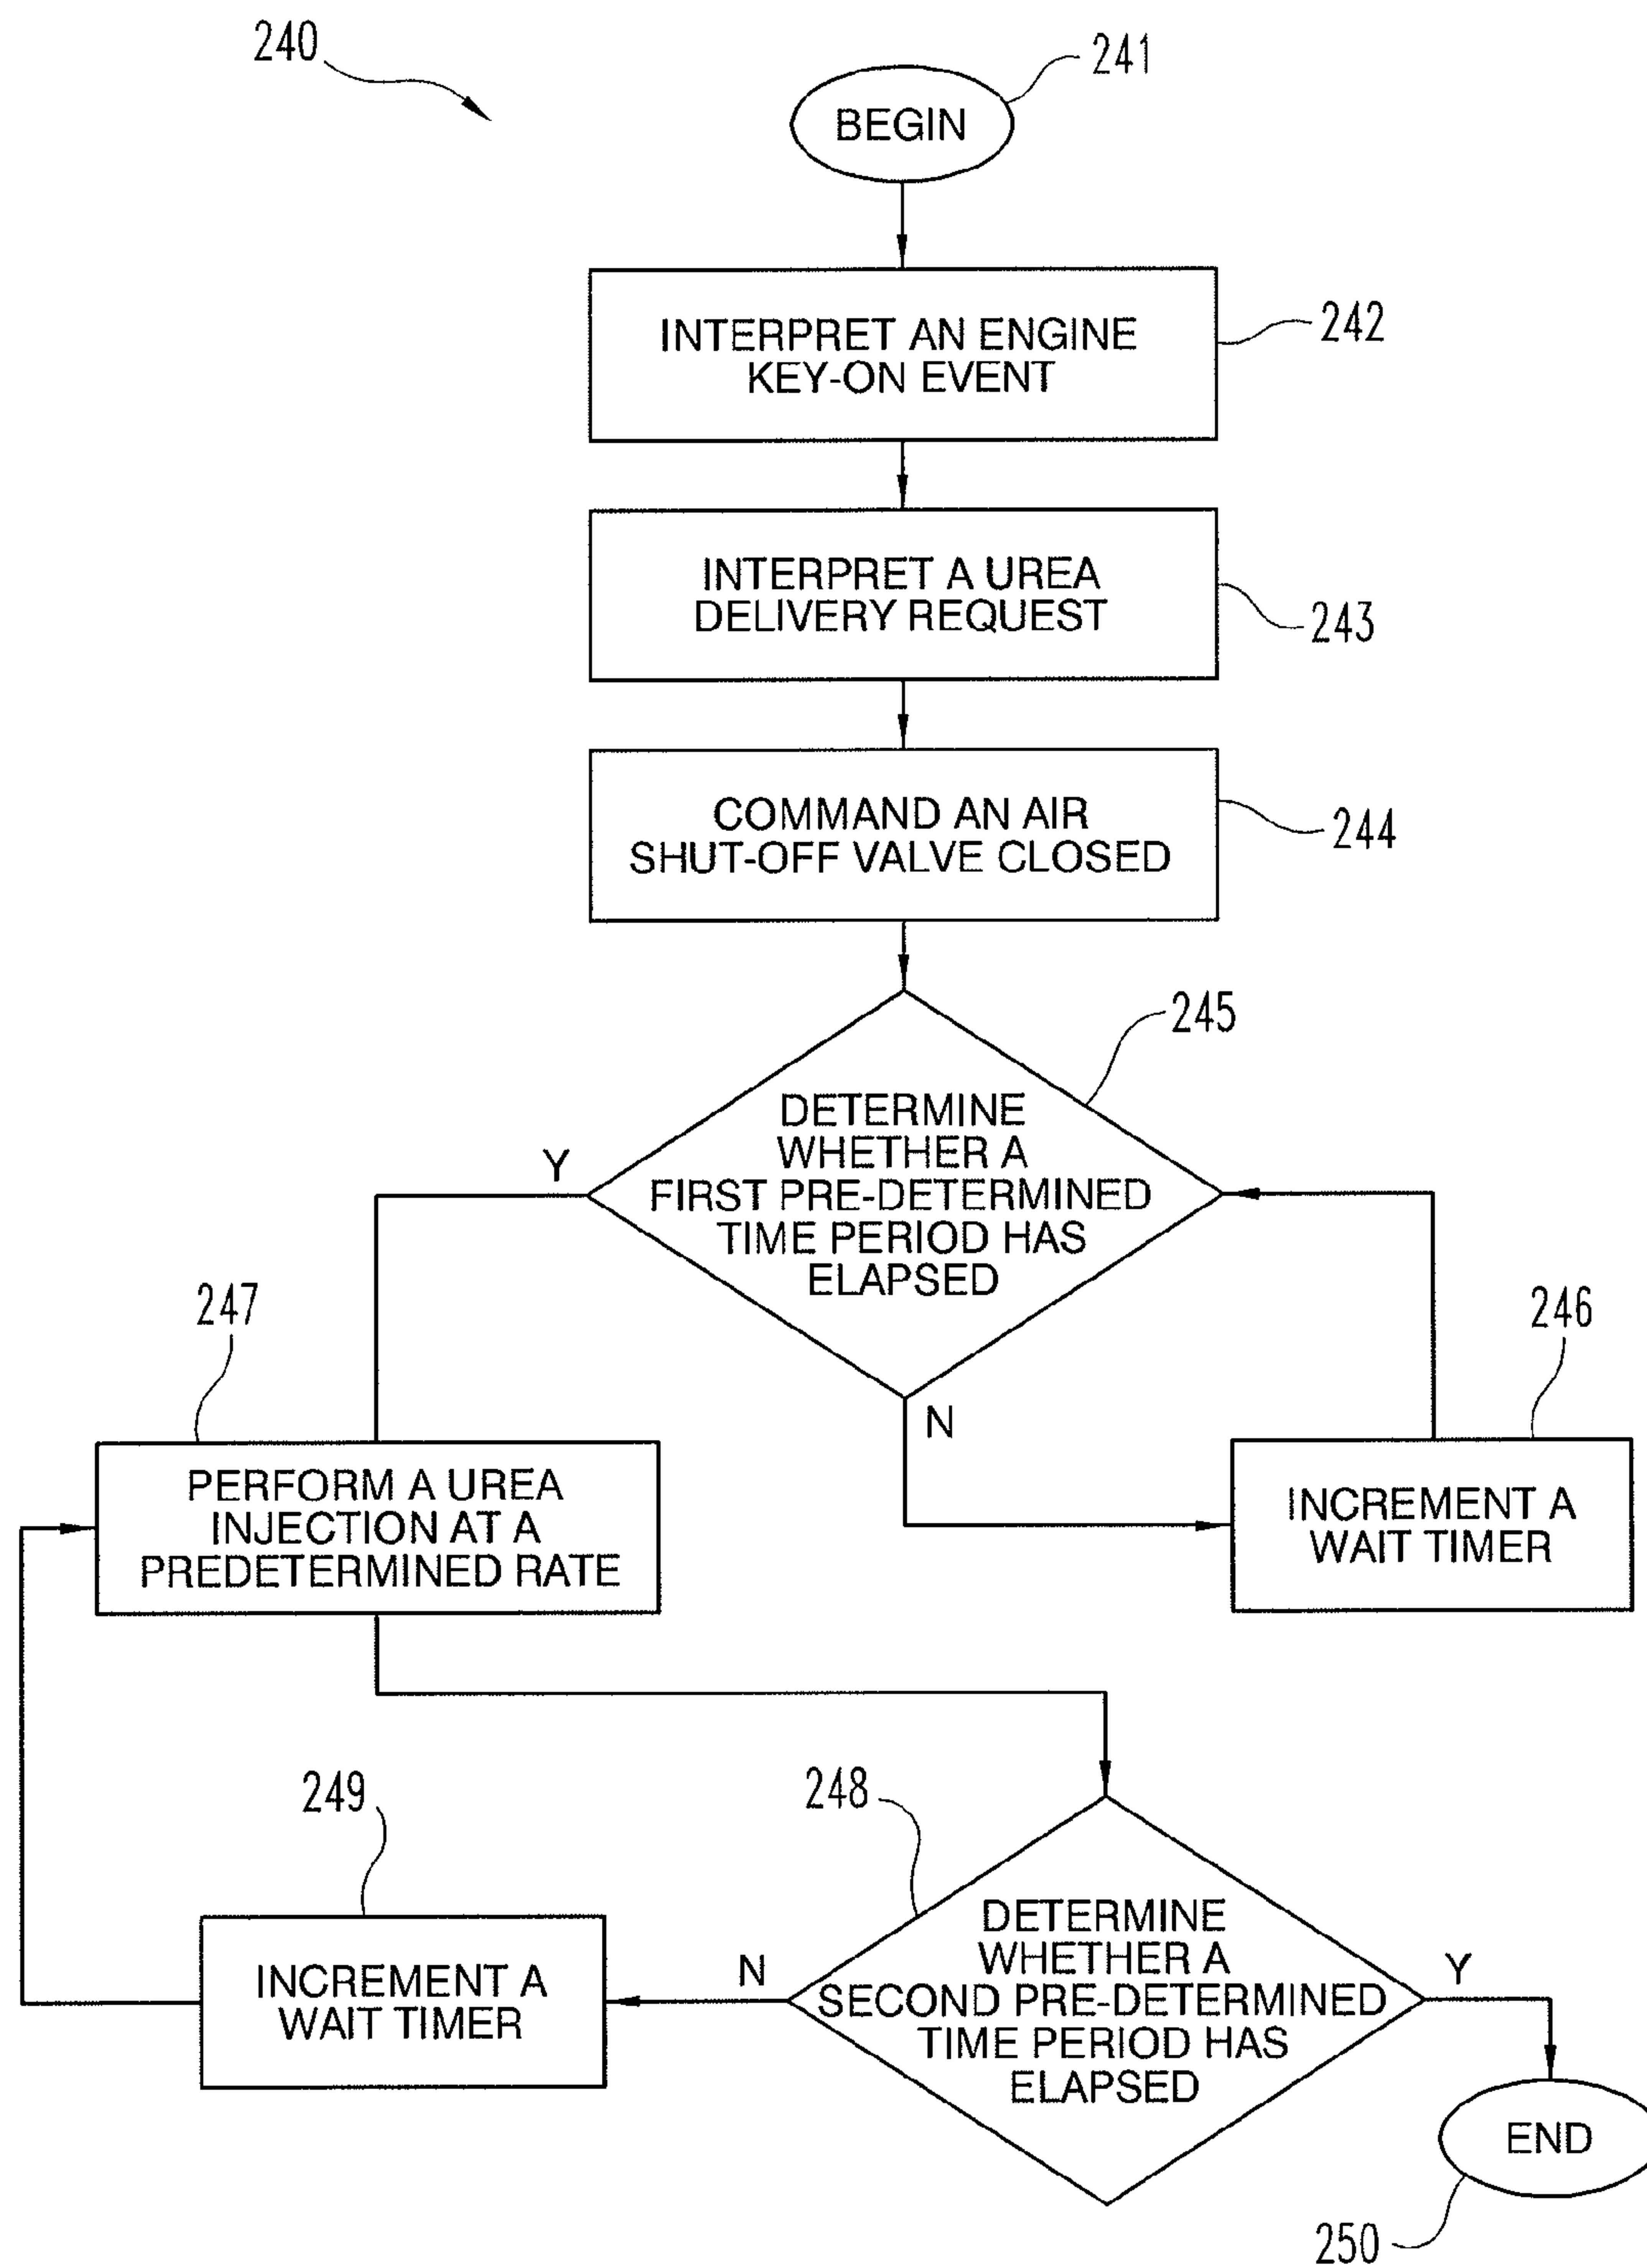 240
241
BEGIN
INTERPRET AN ENGINE
KEY-ON EVENT
242
INTERPRET A UREA
DELIVERY REQUEST
243
COMMAND AN AIR
SHUT-OFF VALVE CLOSED
244
245
DETERMINE
WHETHER A
FIRST PRE-DETERMINED
TIME PERIOD HAS
ELAPSED
Y
N
247
246
PERFORM A UREA
INJECTION AT A
PREDETERMINED RATE
INCREMENT A
WAIT TIMER
249
248
INCREMENT A
WAIT TIMER
N
DETERMINE
WHETHER A
SECOND PRE-DETERMINED
TIME PERIOD HAS
ELAPSED
Y
END
250